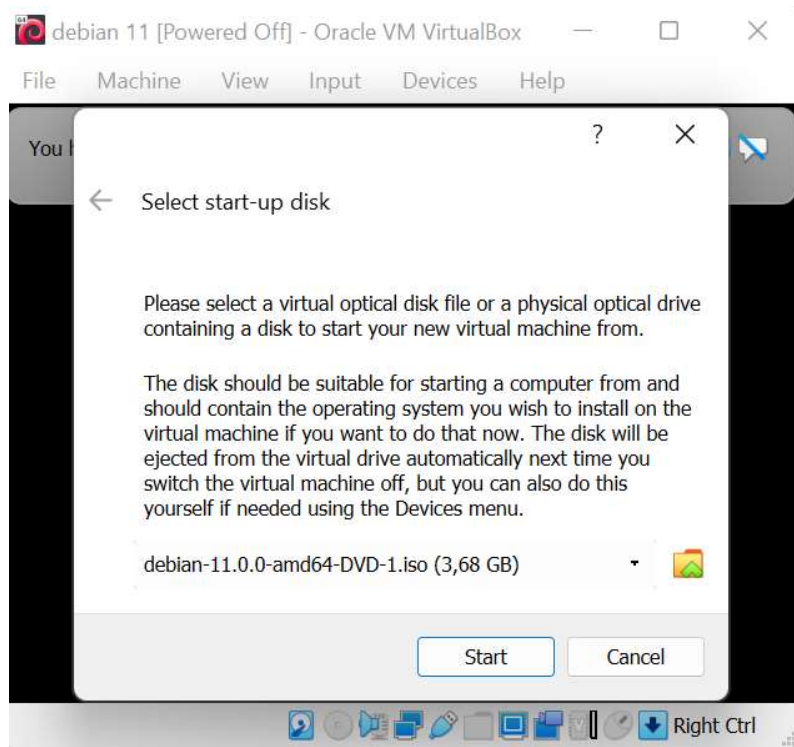 debian 11 [Powered Off] - Oracle VM VirtualBox
File Machine View Input Devices Help
You
?
Select start-up disk
Please select a virtual optical disk file or a physical optical drive
containing a disk to start your new virtual machine from.
The disk should be suitable for starting a computer from and
should contain the operating system you wish to install on the
virtual machine if you want to do that now. The disk will be
ejected from the virtual drive automatically next time you
switch the virtual machine off, but you can also do this
yourself if needed using the Devices menu.
debian-11.0.0-amd64-DVD-1.iso (3,68 GB)
Start Cancel
Right Ctrl